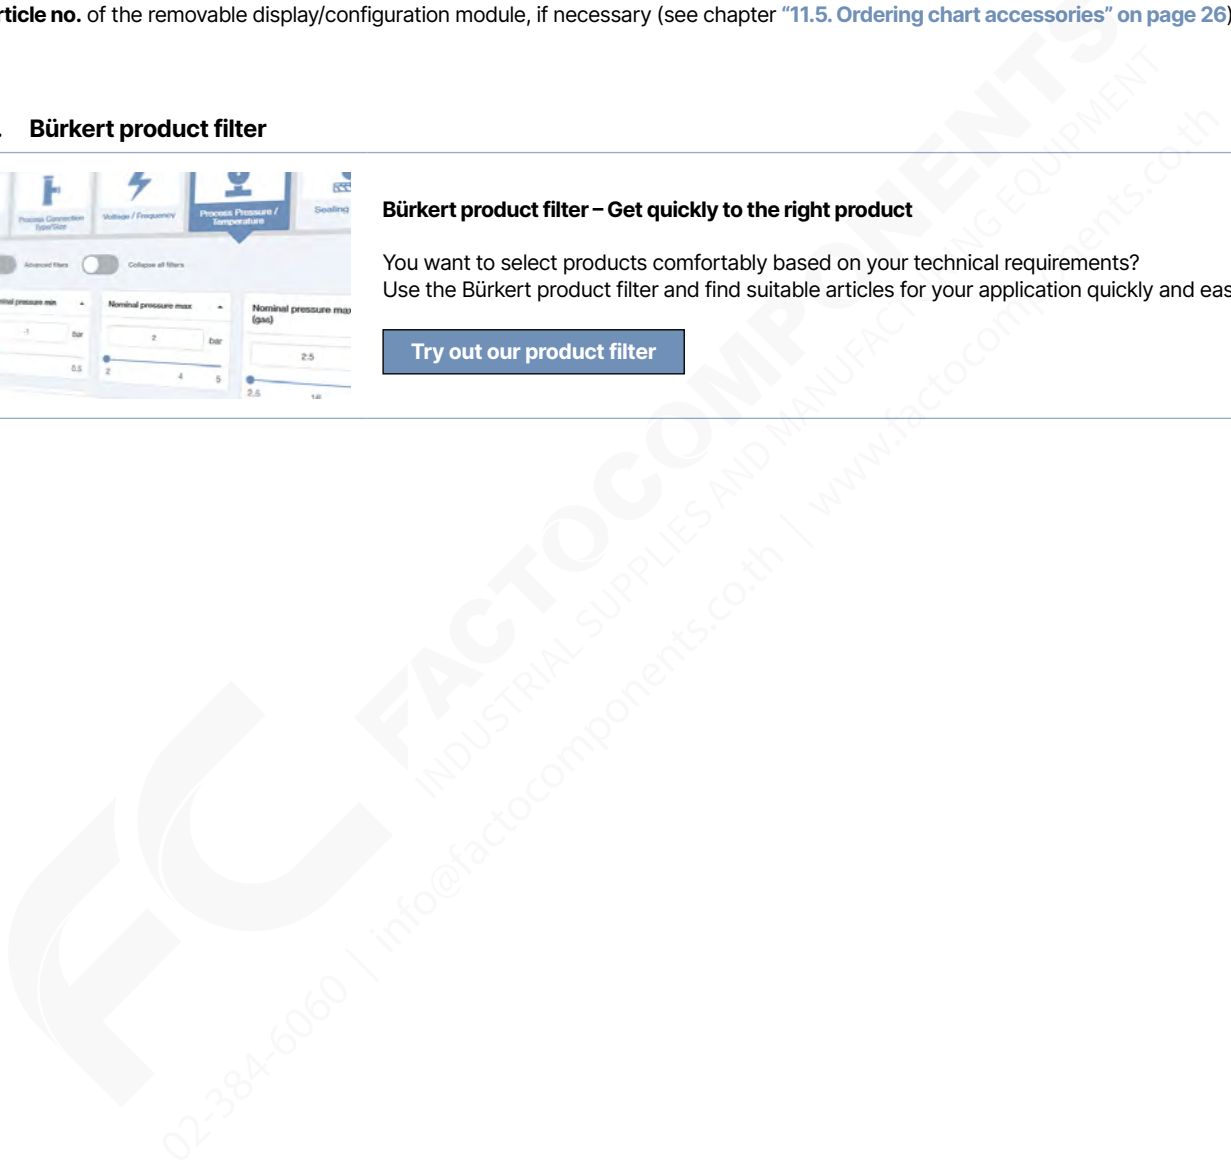 rticle no. of the removable display/configuration module, if necessary (see chapter “11.5. Ordering chart accessories” on page 26)
. Bürkert product filter
Process Connection Type/Size
Voltage / Frequency
Process Pressure / Temperature
Sealing
Advanced filters
Collapse all filters
inal pressure min
Nominal pressure max
Nominal pressure max (gas)
-1 bar
2 bar
2.5
0.5
2 4 5
2.5 16
Bürkert product filter – Get quickly to the right product
You want to select products comfortably based on your technical requirements?
Use the Bürkert product filter and find suitable articles for your application quickly and eas
Try out our product filter
FC FACTOCOMPONENTS
INDUSTRIAL SUPPLIES AND MANUFACTURING EQUIPMENT
02-384-6060 | info@factocomponents.co.th | www.factocomponents.co.th